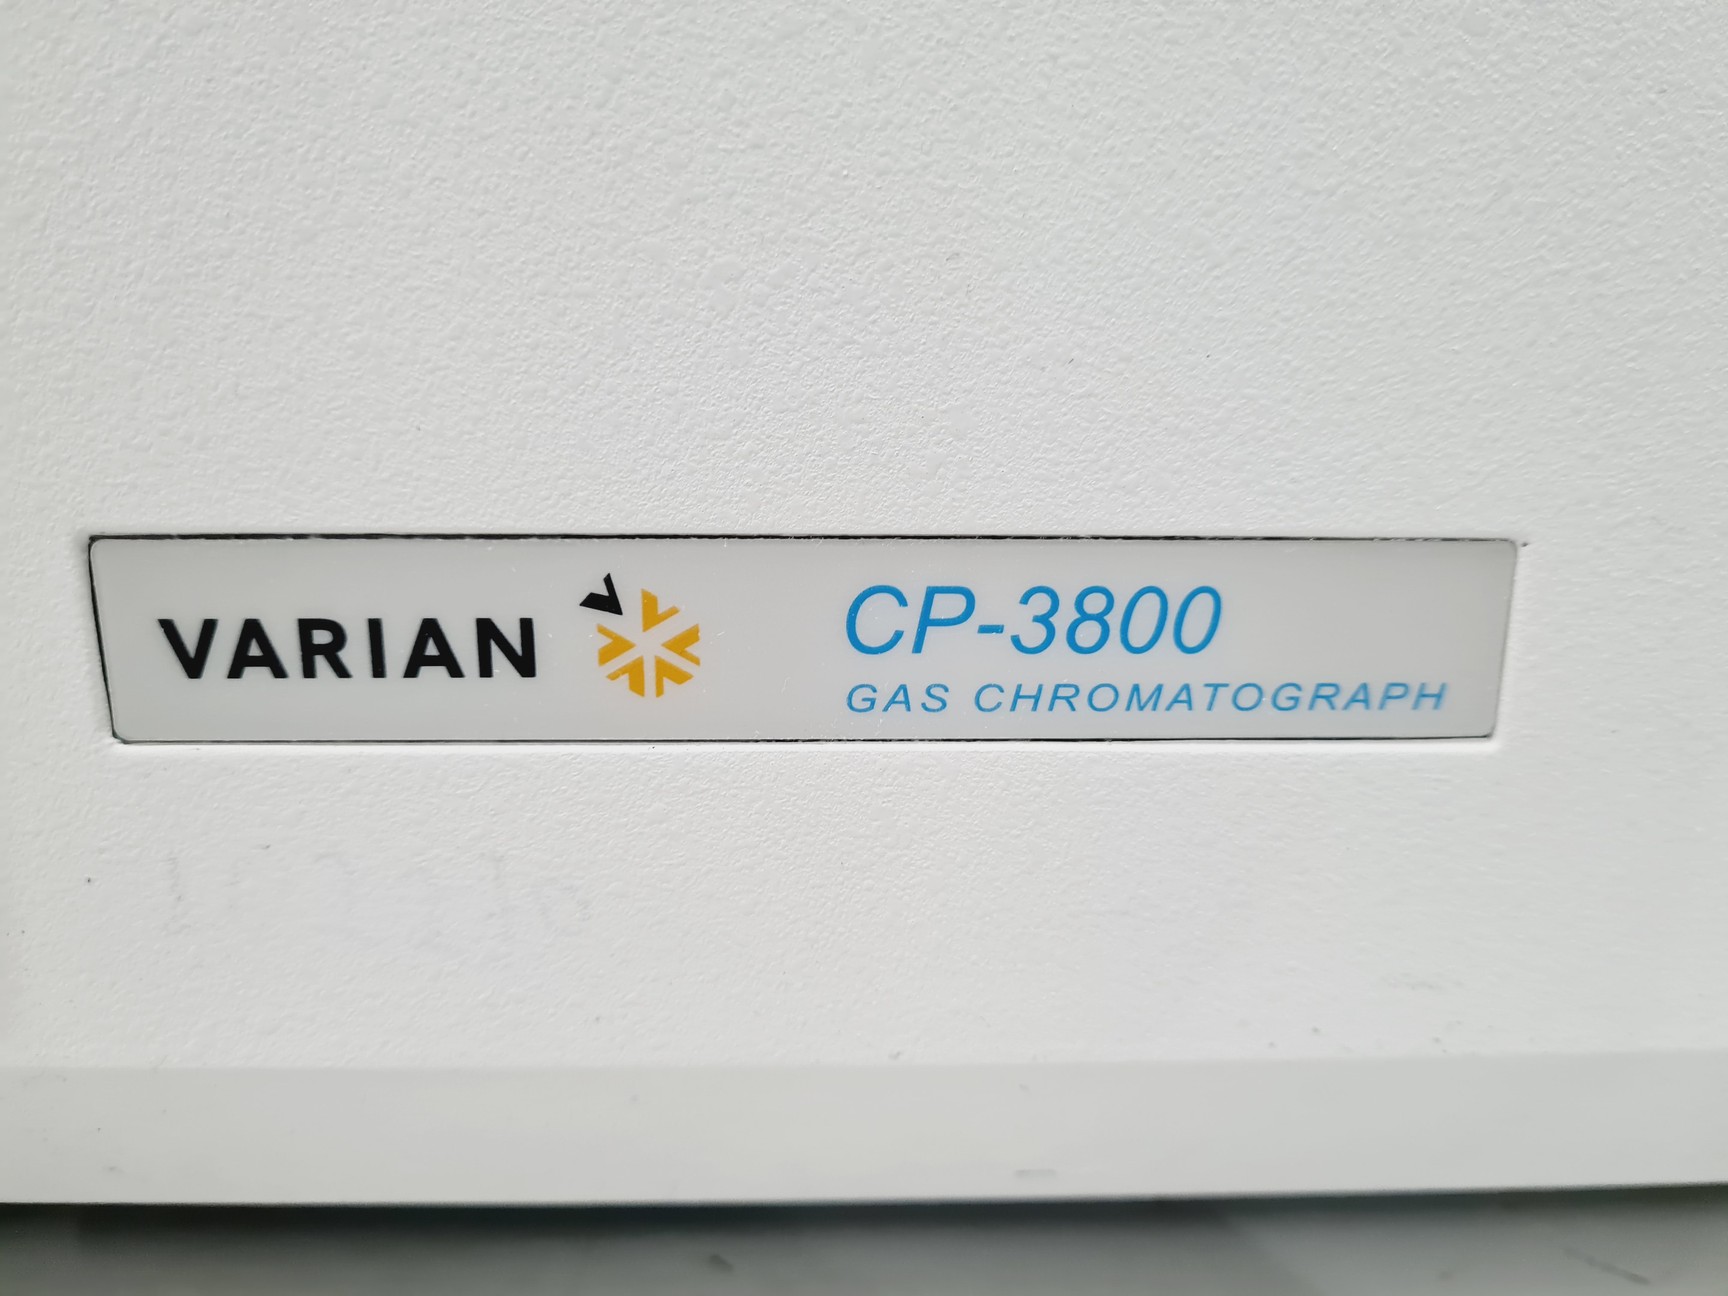 VARIAN
CP-3800
GAS CHROMATOGRAPH